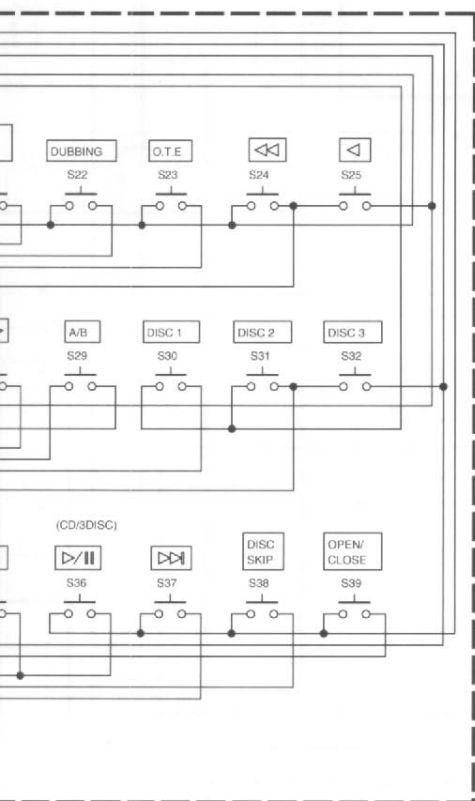 DUBBING
O.T.E
S22
S23
S24
S25
A/B
DISC 1
DISC 2
DISC 3
S29
S30
S31
S32
(CD/3DISC)
DISC
SKIP
OPEN/
CLOSE
S36
S37
S38
S39